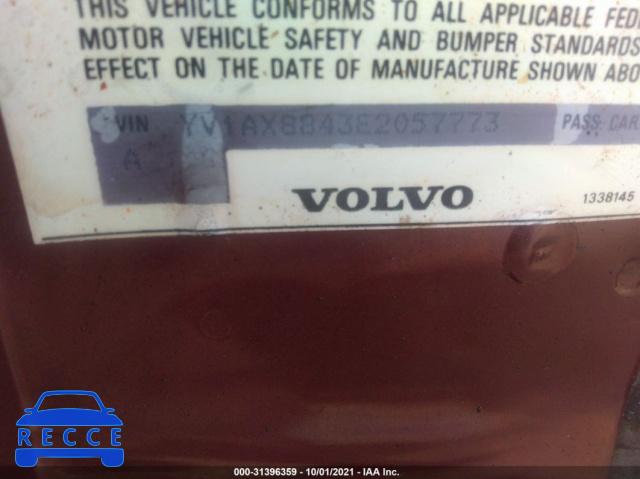 THIS VEHICLE CONFORMS TO ALL APPLICABLE FEDE
MOTOR VEHICLE SAFETY AND BUMPER STANDARDS
EFFECT ON THE DATE OF MANUFACTURE SHOWN ABO
VIN YV1AX8843E2057773 PASS CAR
A
VOLVO
1338145
RECCE
000-31396359 - 10/01/2021 - IAA Inc.